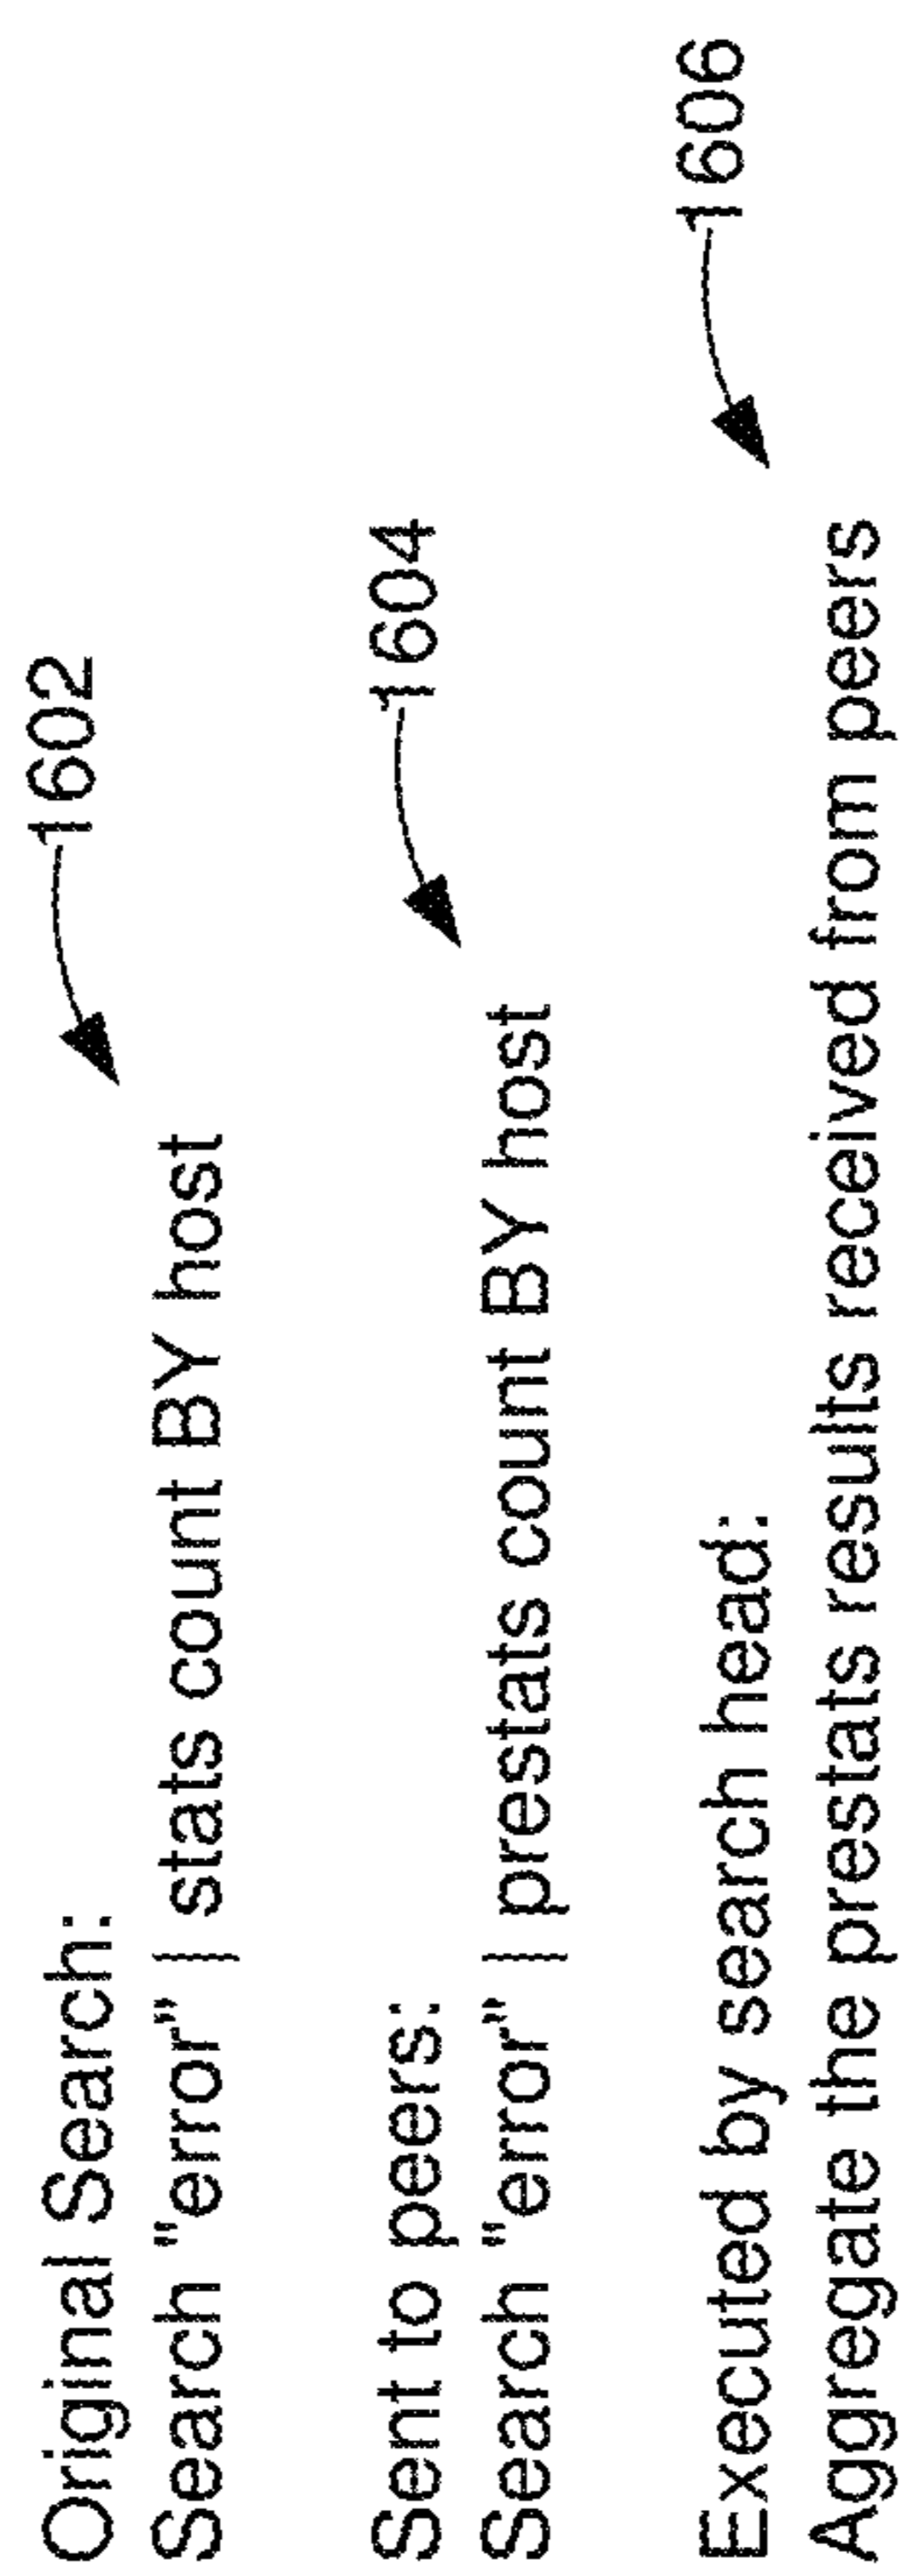 Original Search: 1602
Search "error" | stats count BY host
Sent to peers: 1604
Search "error" | prestats count BY host
Executed by search head: 1606
Aggregate the prestats results received from peers